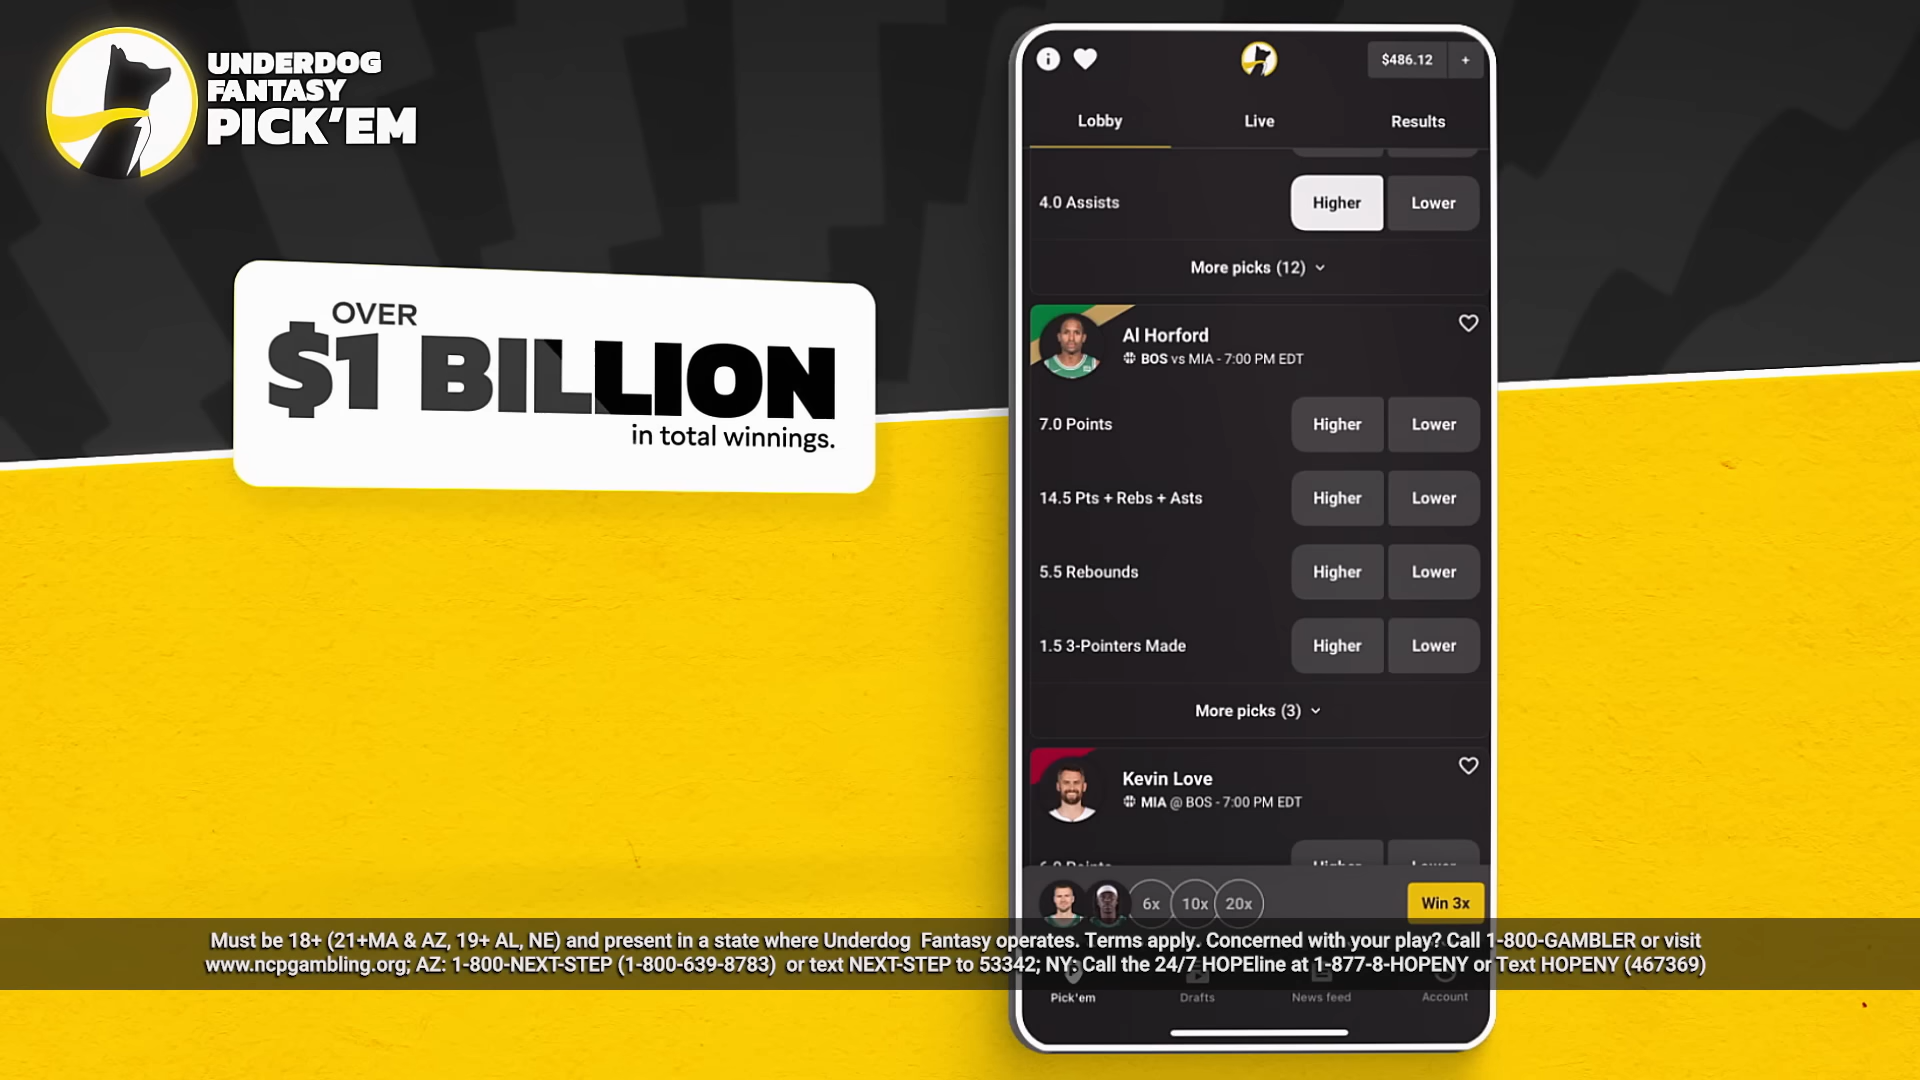 UNDERDOG
FANTASY
PICK'EM
OVER
$1 BILLION
in total winnings.
$486.12 +
Lobby Live Results
4.0 Assists Higher Lower
More picks (12)
Al Horford
BOS vs MIA - 7:00 PM EDT
7.0 Points Higher Lower
14.5 Pts + Rebs + Asts Higher Lower
5.5 Rebounds Higher Lower
1.5 3-Pointers Made Higher Lower
More picks (3)
Kevin Love
MIA @ BOS - 7:00 PM EDT
6x 10x 20x Win 3x
Must be 18+ (21+MA & AZ, 19+ AL, NE) and present in a state where Underdog Fantasy operates. Terms apply. Concerned with your play? Call 1-800-GAMBLER or visit
www.ncpgambling.org; AZ: 1-800-NEXT-STEP (1-800-639-8783) or text NEXT-STEP to 53342; NY: Call the 24/7 HOPEline at 1-877-8-HOPENY or Text HOPENY (467369)
Pick'em Drafts News feed Account